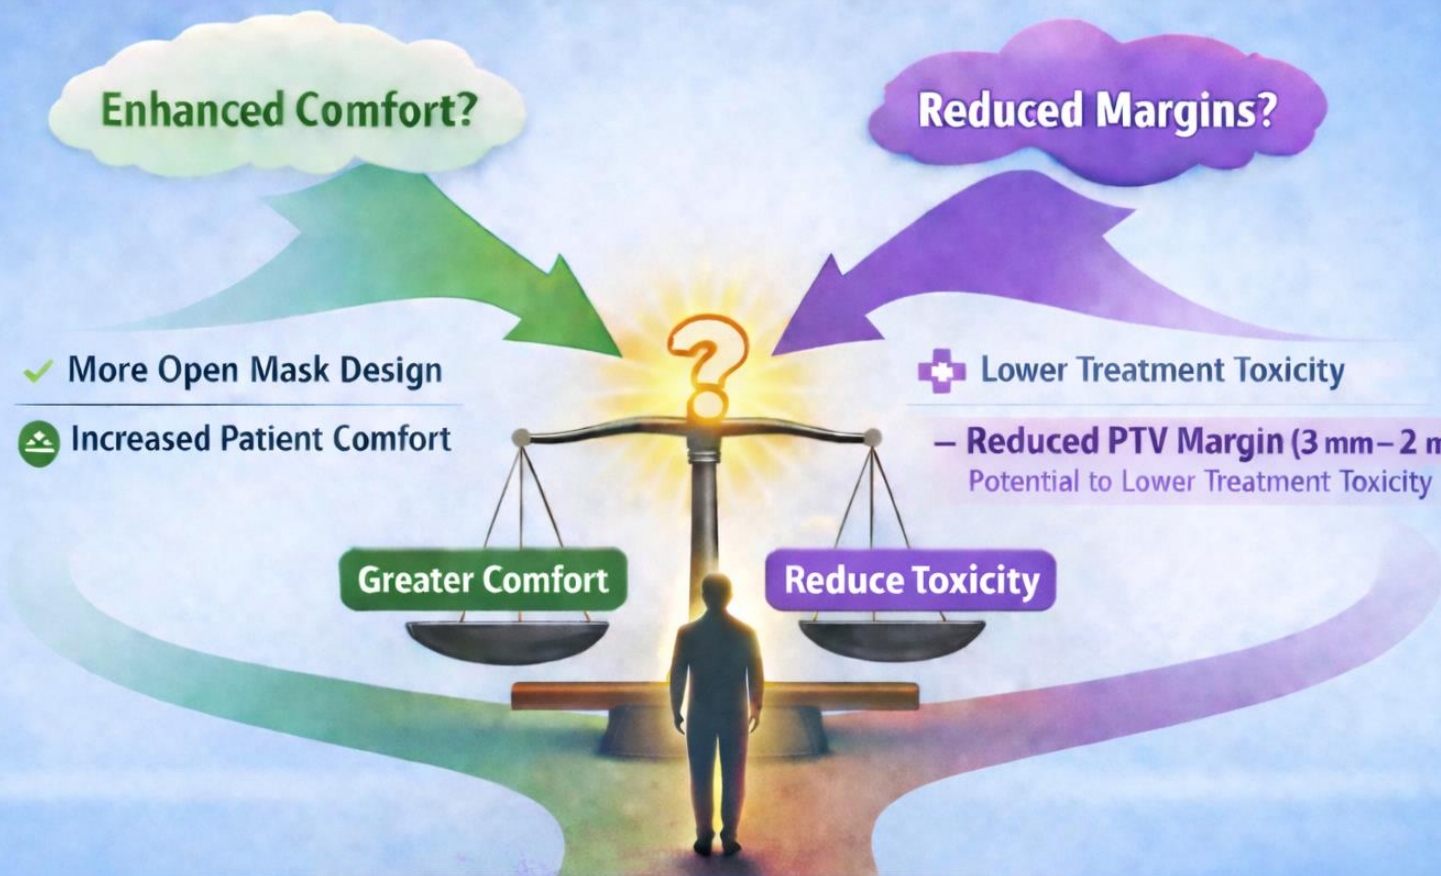 Enhanced Comfort?
Reduced Margins?
?
More Open Mask Design
Increased Patient Comfort
Lower Treatment Toxicity
– Reduced PTV Margin (3 mm – 2 m
Potential to Lower Treatment Toxicity
Greater Comfort
Reduce Toxicity